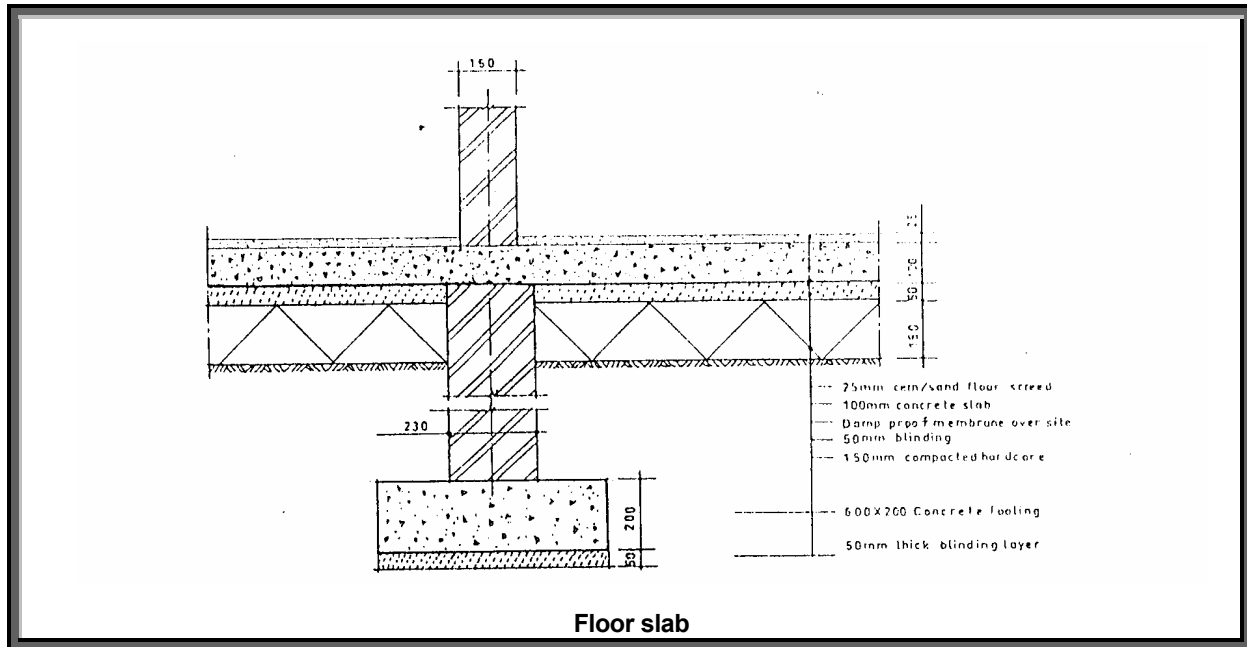 150
25
50
150
230
25mm cem/sand floor screed
100mm concrete slab
Damp proof membrane over site
50mm blinding
150mm compacted hardcore
200
600X200 Concrete footing
50
50mm thick blinding layer
Floor slab